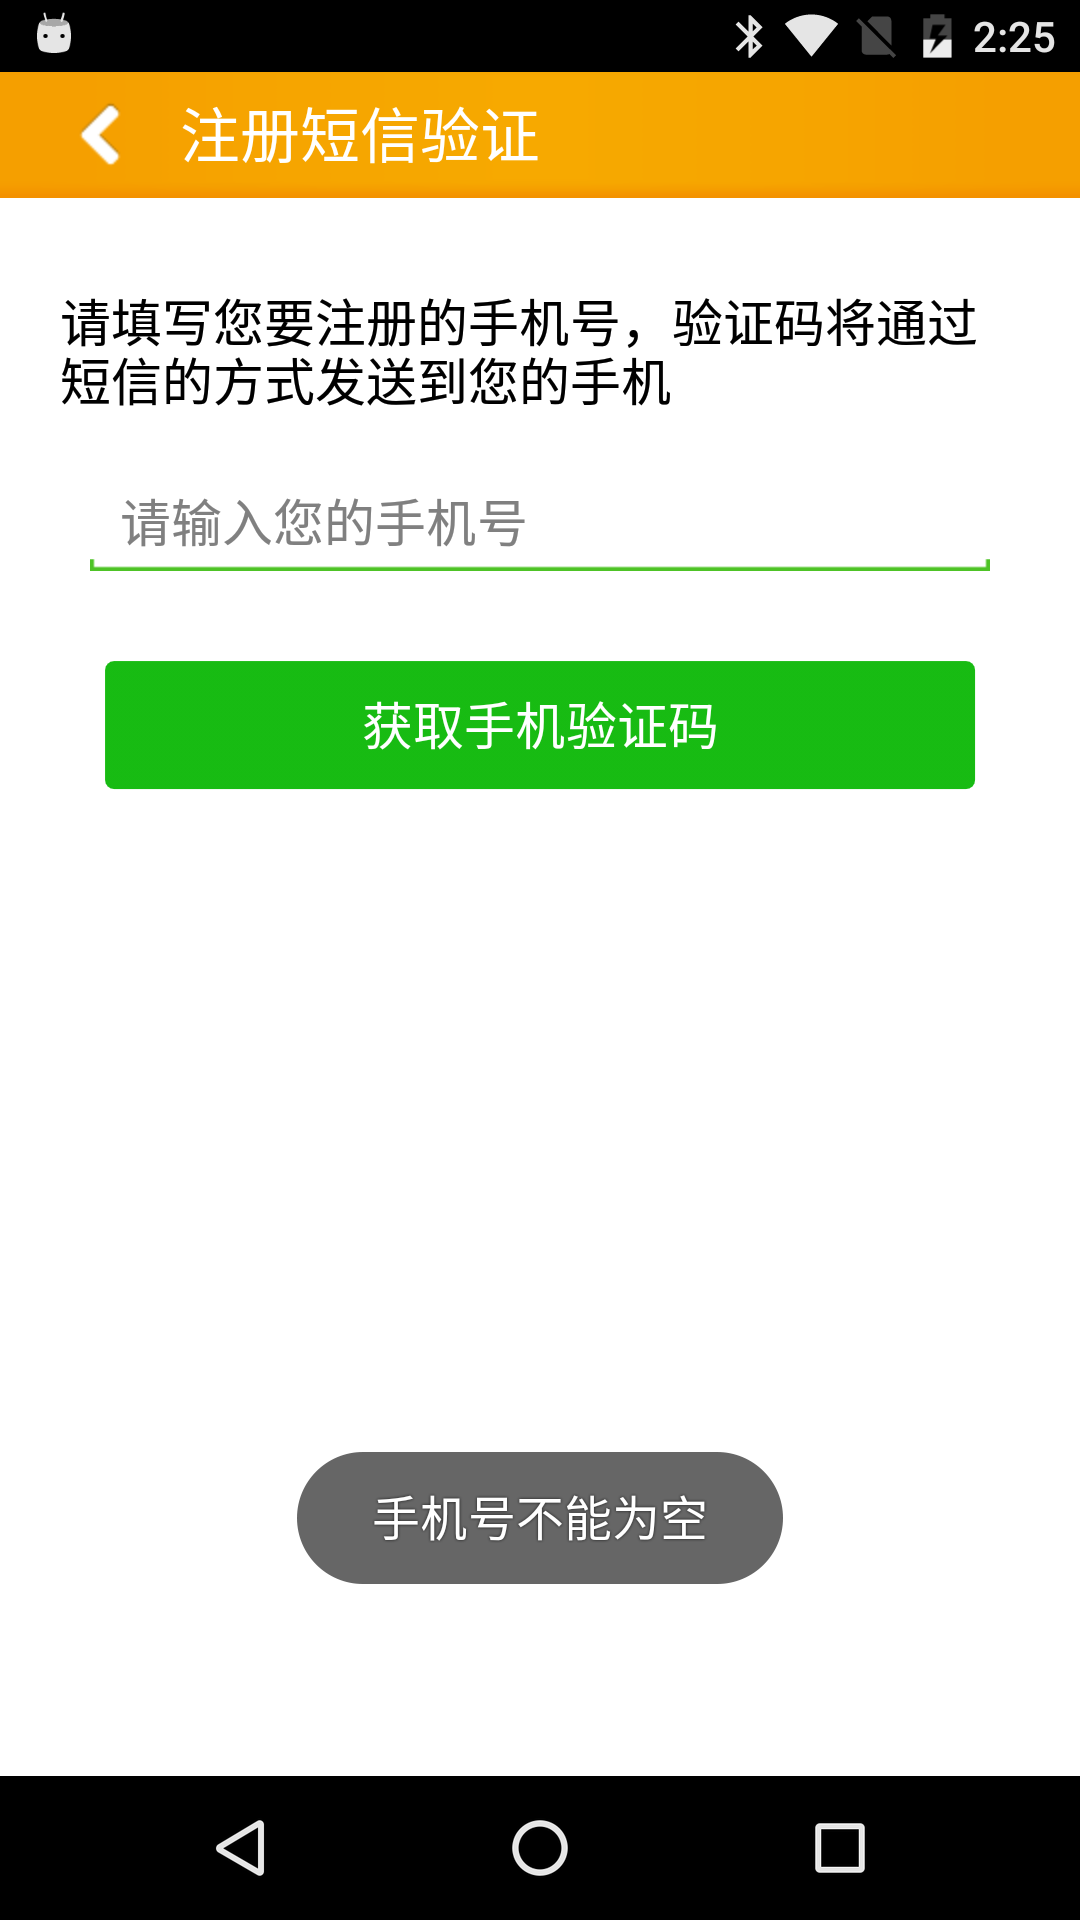 2:25
注册短信验证
请填写您要注册的手机号，验证码将通过
短信的方式发送到您的手机
请输入您的手机号
获取手机验证码
手机号不能为空